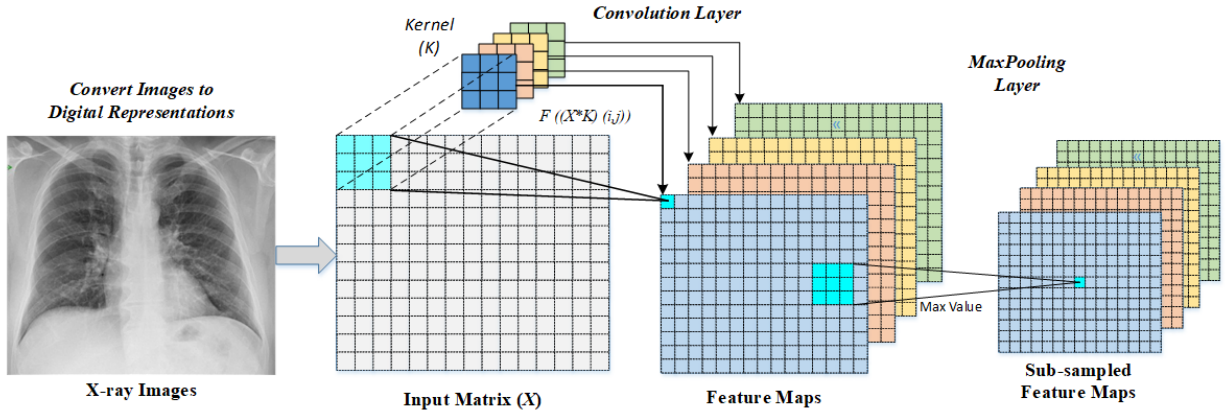 Convolution Layer
Kernel
(K)
MaxPooling
Layer
Convert Images to
Digital Representations
F ((X*K) (i,j))
«
«
Max Value
X-ray Images
Input Matrix (X)
Feature Maps
Sub-sampled
Feature Maps